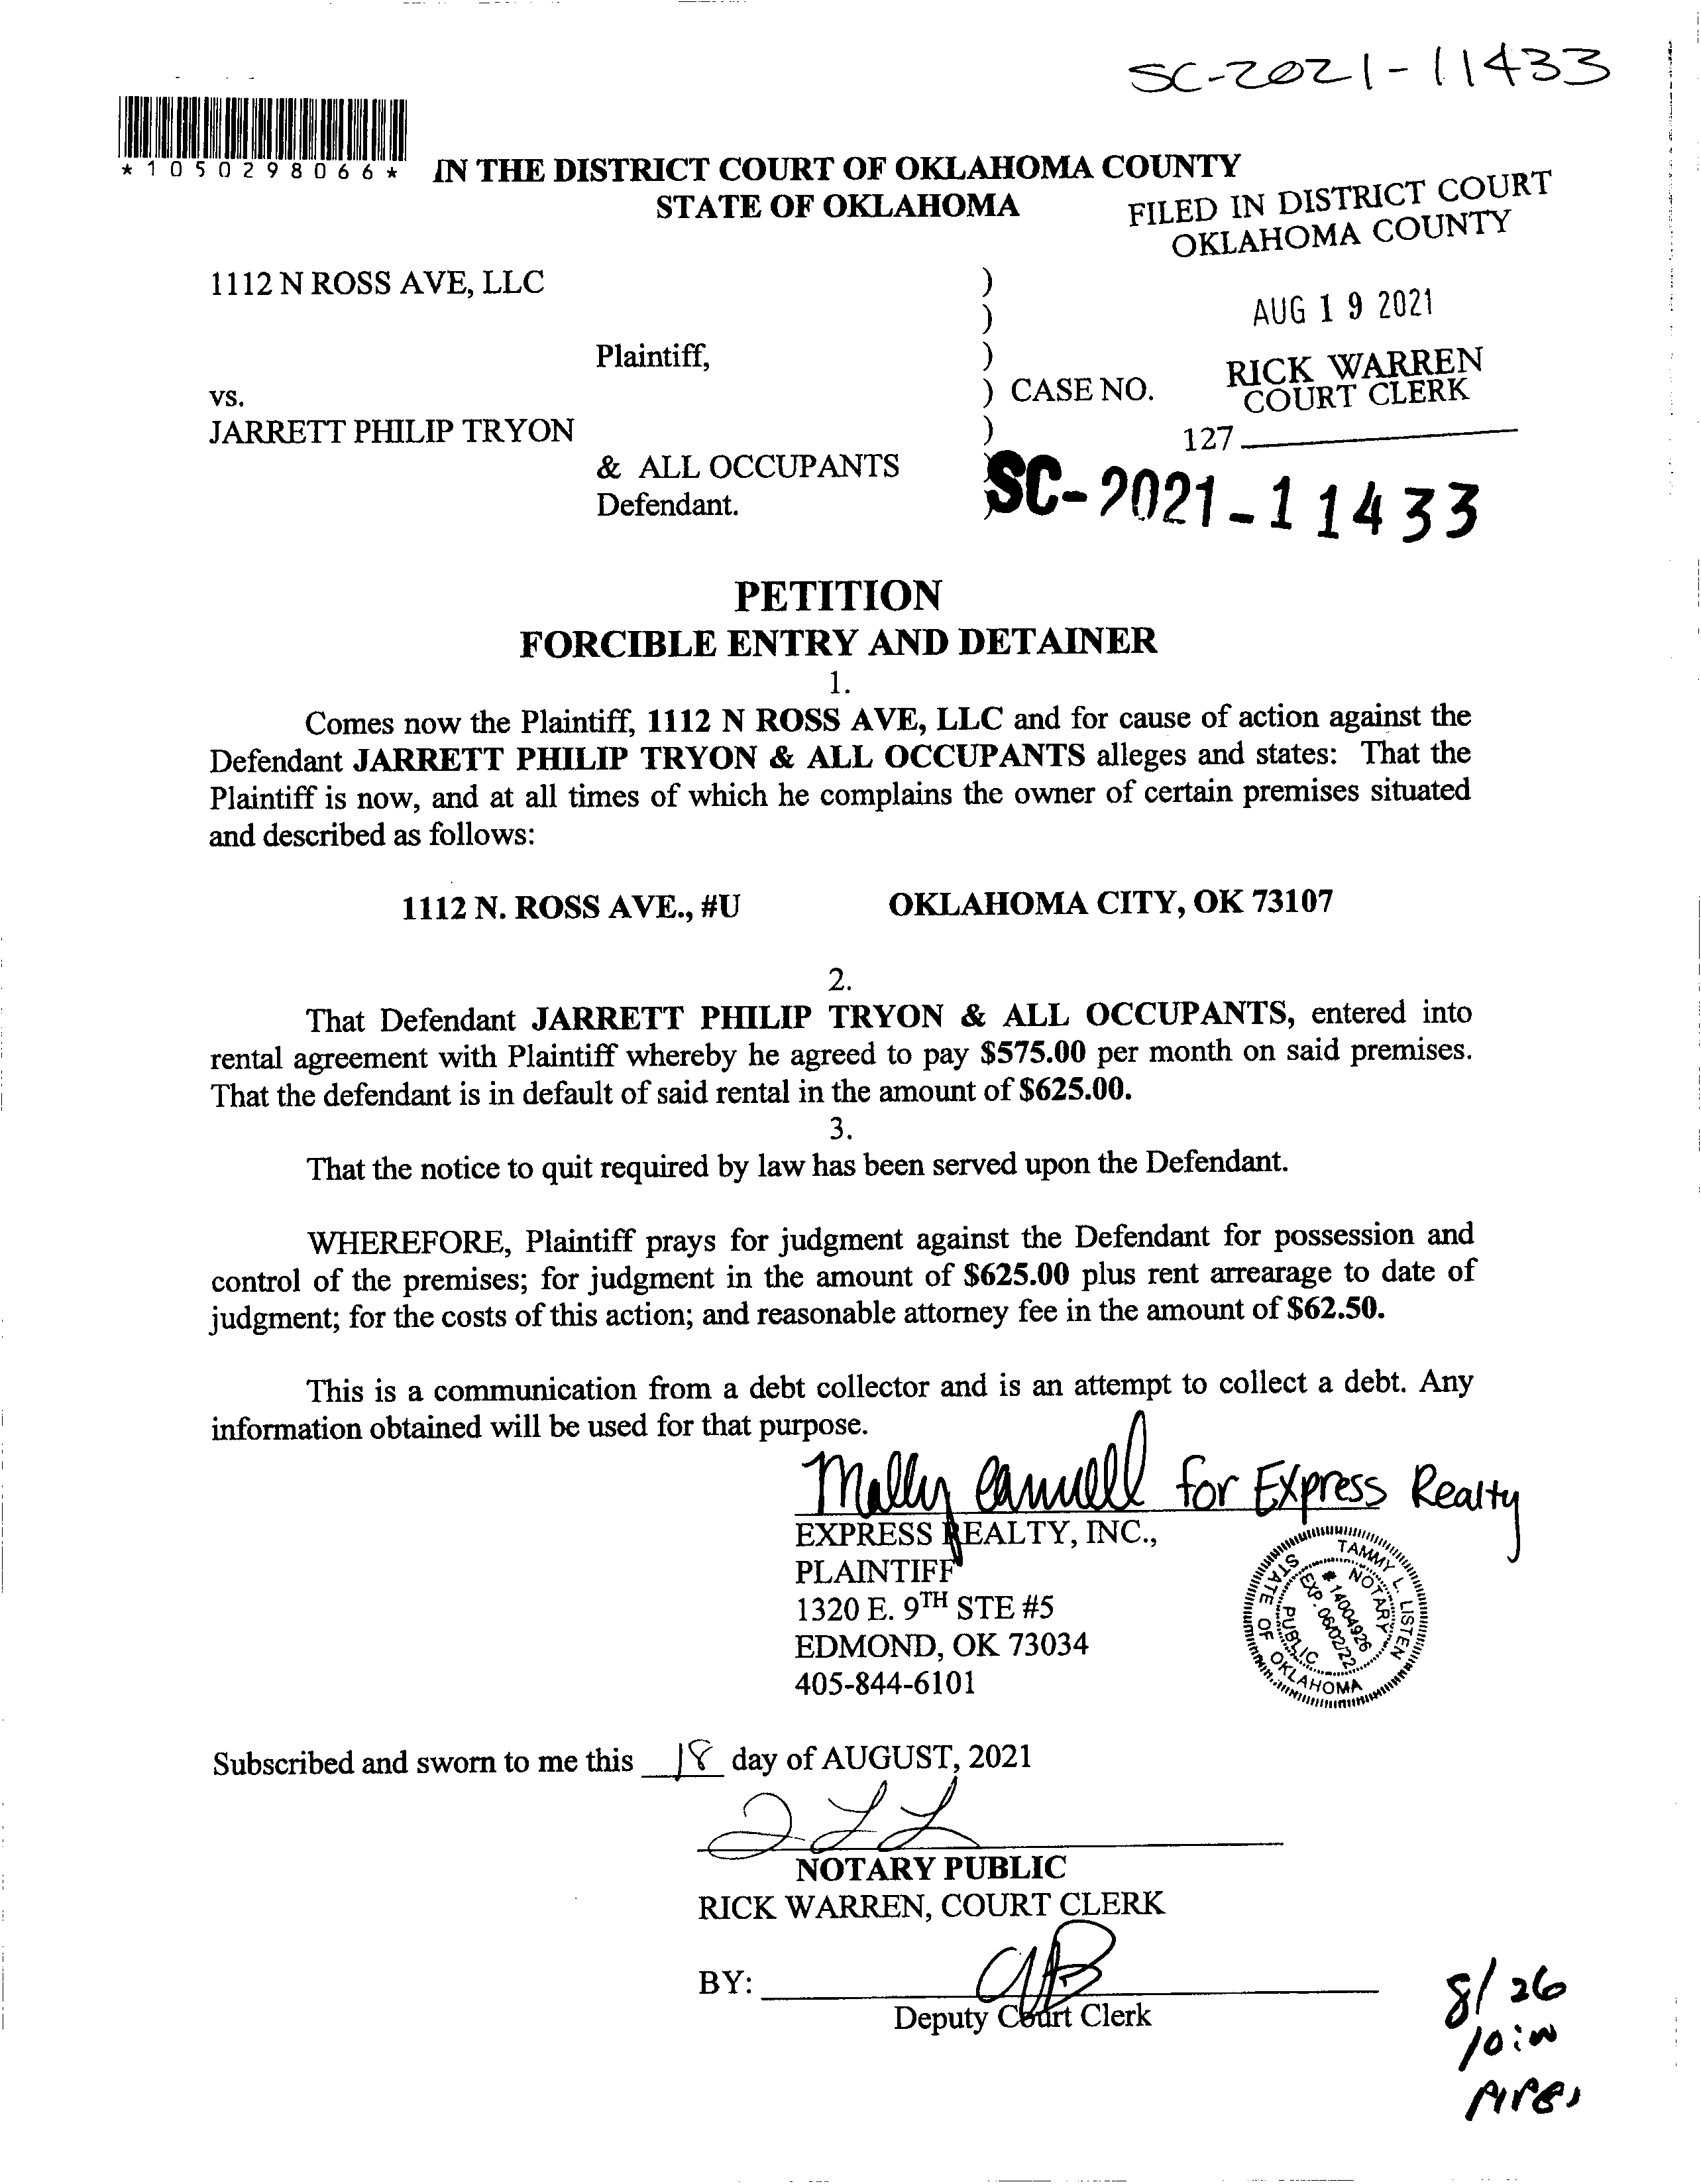 SC-2021-11433
*1050298066*
IN THE DISTRICT COURT OF OKLAHOMA COUNTY
STATE OF OKLAHOMA
FILED IN DISTRICT COURT
OKLAHOMA COUNTY
1112 N ROSS AVE, LLC )
)
AUG 19 2021
Plaintiff, )
RICK WARREN
COURT CLERK
vs. ) CASE NO.
JARRETT PHILIP TRYON )
127
& ALL OCCUPANTS )
Defendant. )
SC-2021-11433
PETITION
FORCIBLE ENTRY AND DETAINER
1.
Comes now the Plaintiff, 1112 N ROSS AVE, LLC and for cause of action against the
Defendant JARRETT PHILIP TRYON & ALL OCCUPANTS alleges and states: That the
Plaintiff is now, and at all times of which he complains the owner of certain premises situated
and described as follows:
1112 N. ROSS AVE., #U OKLAHOMA CITY, OK 73107
2.
That Defendant JARRETT PHILIP TRYON & ALL OCCUPANTS, entered into
rental agreement with Plaintiff whereby he agreed to pay $575.00 per month on said premises.
That the defendant is in default of said rental in the amount of $625.00.
3.
That the notice to quit required by law has been served upon the Defendant.
WHEREFORE, Plaintiff prays for judgment against the Defendant for possession and
control of the premises; for judgment in the amount of $625.00 plus rent arrearage to date of
judgment; for the costs of this action; and reasonable attorney fee in the amount of $62.50.
This is a communication from a debt collector and is an attempt to collect a debt. Any
information obtained will be used for that purpose.
for Express Realty
EXPRESS REALTY, INC.,
PLAINTIFF
1320 E. 9TH STE #5
EDMOND, OK 73034
405-844-6101
TAMMY L. LISTEN
NOTARY
# 14004926
EXP. 06/02/22
PUBLIC
STATE OF OKLAHOMA
Subscribed and sworn to me this 18 day of AUGUST, 2021
NOTARY PUBLIC
RICK WARREN, COURT CLERK
BY:
Deputy Court Clerk
8/26